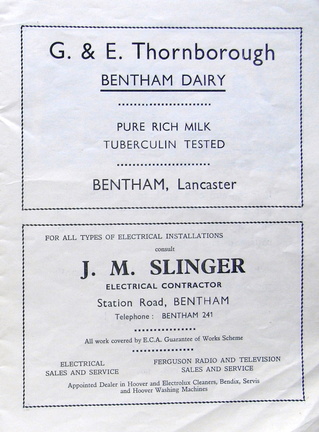 G. & E. Thornborough
BENTHAM DAIRY
PURE RICH MILK
TUBERCULIN TESTED
BENTHAM, Lancaster
FOR ALL TYPES OF ELECTRICAL INSTALLATIONS
consult
J. M. SLINGER
ELECTRICAL CONTRACTOR
Station Road, BENTHAM
Telephone: BENTHAM 241
All work covered by E.C.A. Guarantee of Works Scheme
ELECTRICAL
SALES AND SERVICE
FERGUSON RADIO AND TELEVISION
SALES AND SERVICE
Appointed Dealer in Hoover and Electrolux Cleaners, Bendix, Servis
and Hoover Washing Machines